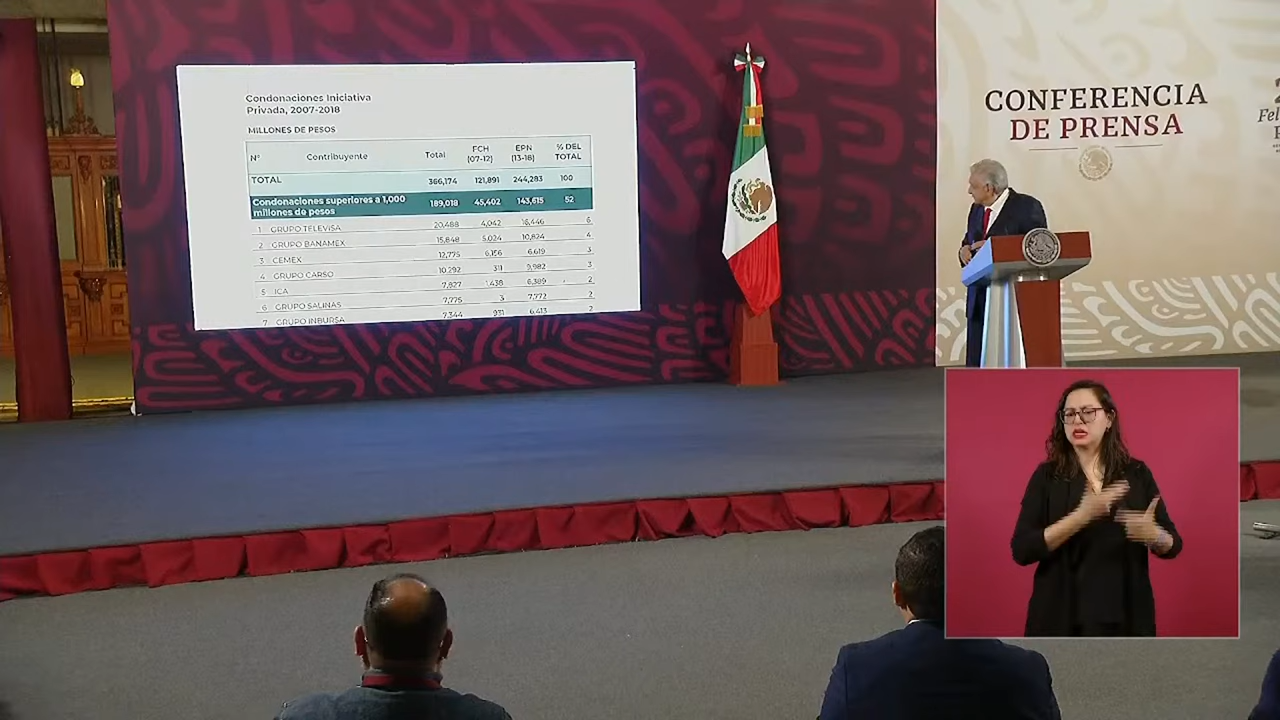 Condonaciones Iniciativa
Privada, 2007-2018
MILLONES DE PESOS
N° Contribuyente Total FCH (07-12) EPN (13-18) % DEL TOTAL
TOTAL 366,174 121,891 244,283 100
Condonaciones superiores a 1,000 millones de pesos 189,018 45,402 143,615 52
1 GRUPO TELEVISA 20,488 4,042 16,446 6
2 GRUPO BANAMEX 15,848 5,024 10,824 4
3 CEMEX 12,775 6,156 6,619 3
4 GRUPO CARSO 10,292 311 9,982 3
5 ICA 7,827 1,438 6,389 2
6 GRUPO SALINAS 7,775 3 7,772 2
7 GRUPO INBURSA 7,344 931 6,413 2
CONFERENCIA
DE PRENSA